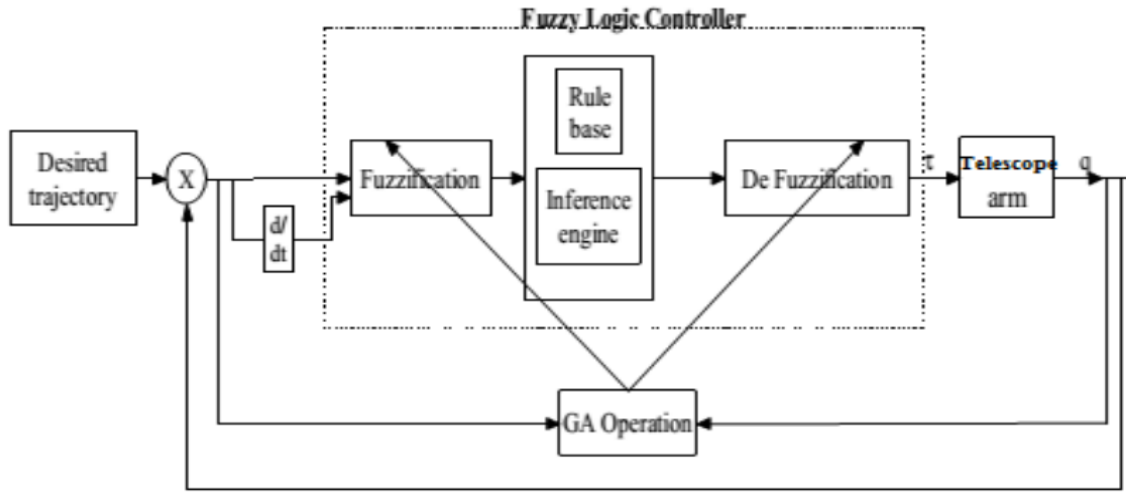 Fuzzy Logic Controller
Desired
trajectory
X
d/
dt
Fuzzification
Rule
base
Inference
engine
De Fuzzification
τ
Telescope
arm
q
GA Operation